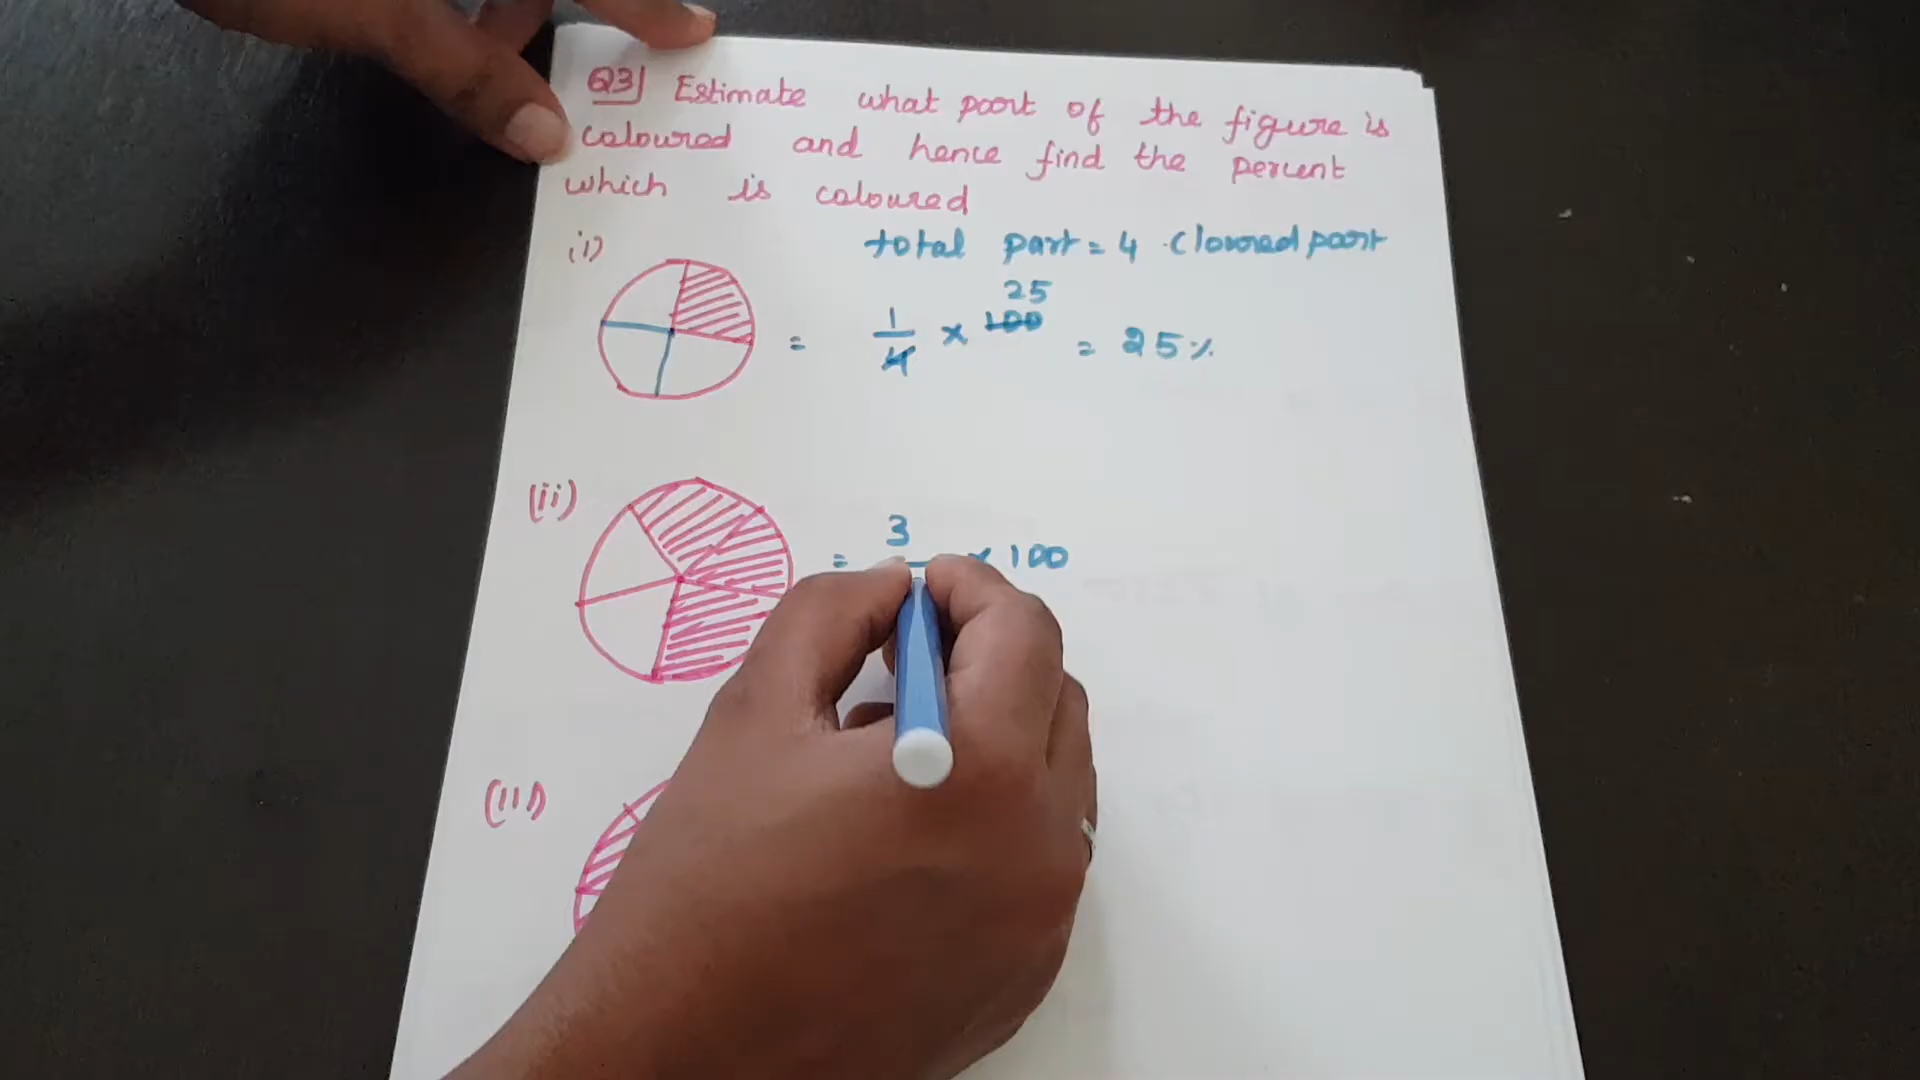 Q3) Estimate what part of the figure is
coloured and hence find the percent
which is coloured
(i) total part = 4 . Cloured part
25
= 1/4 x 100 = 25%
(ii) = 3 x 100
(iii)